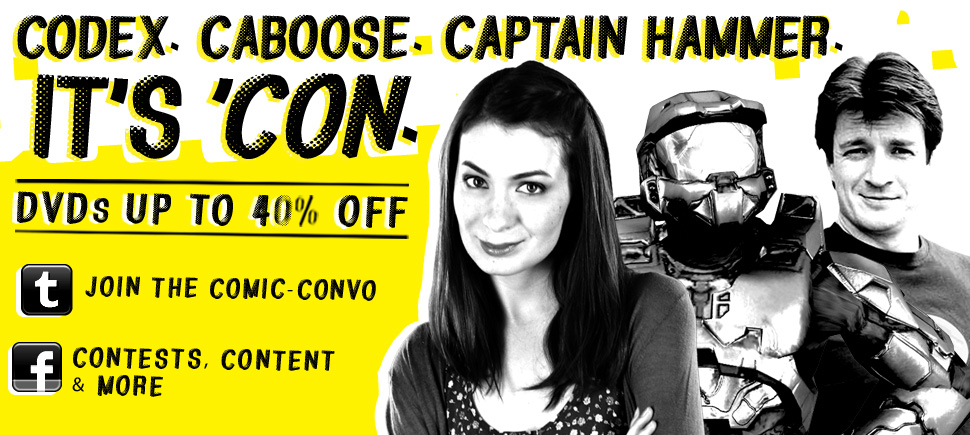 CODEX. CABOOSE. CAPTAIN HAMMER.
IT'S 'CON.
DVDs UP TO 40% OFF
t JOIN THE COMIC-CONVO
f CONTESTS, CONTENT
& MORE